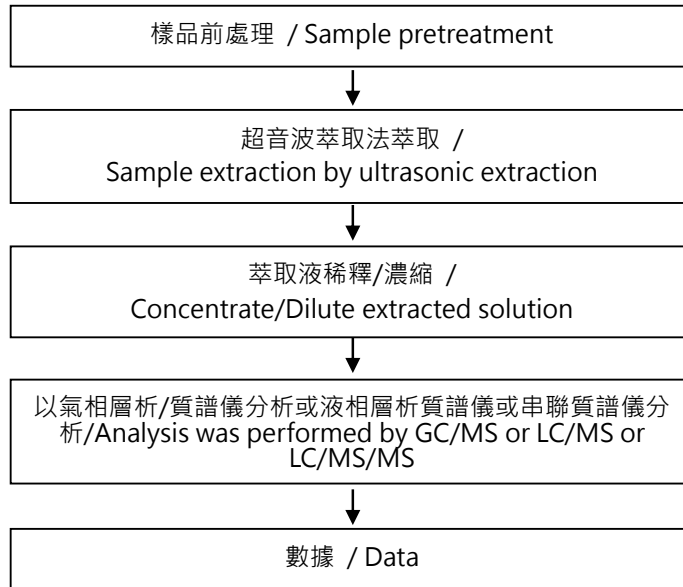 樣品前處理 / Sample pretreatment
超音波萃取法萃取 /
Sample extraction by ultrasonic extraction
萃取液稀釋/濃縮 /
Concentrate/Dilute extracted solution
以氣相層析/質譜儀分析或液相層析質譜儀或串聯質譜儀分
析/Analysis was performed by GC/MS or LC/MS or
LC/MS/MS
數據 / Data